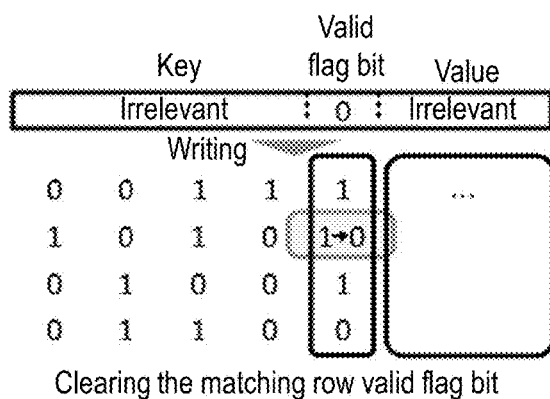 Valid
Key flag bit Value
Irrelevant 0 Irrelevant
Writing
0 0 1 1 1 ...
1 0 1 0 1→0
0 1 0 0 1
0 1 1 0 0
Clearing the matching row valid flag bit